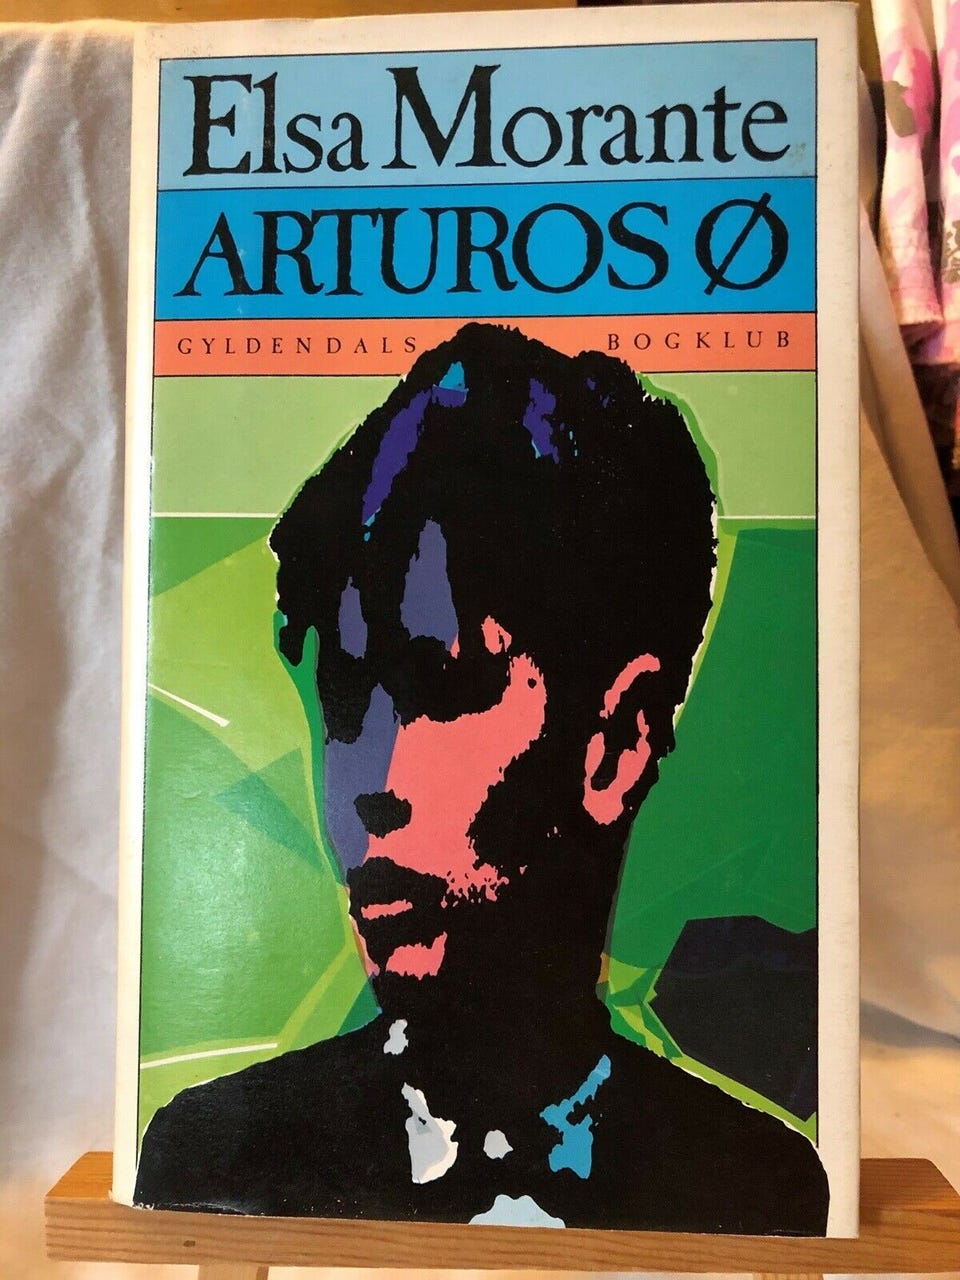 Elsa Morante
ARTUROS Ø
GYLDENDALS BOGKLUB